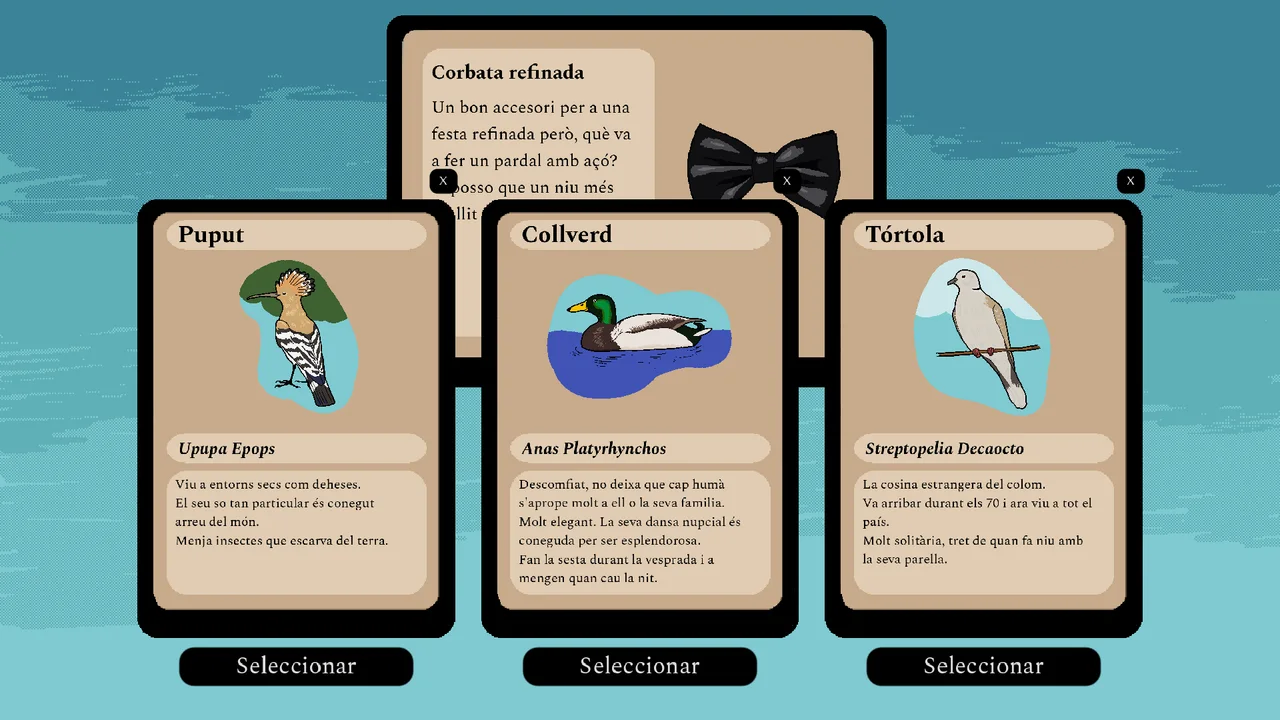 Corbata refinada
Un bon accesori per a una
festa refinada però, què va
a fer un pardal amb açó?
posso que un niu més
X
X
X
Puput
Upupa Epops
Viu a entorns secs com deheses.
El seu so tan particular és conegut
arreu del món.
Menja insectes que escarva del terra.
Seleccionar
Collverd
Anas Platyrhynchos
Desconfiat, no deixa que cap humà
s'aprope molt a ell o la seva familia.
Molt elegant. La seva dansa nupcial és
coneguda per ser esplendorosa.
Fan la sesta durant la vesprada i a
mengen quan cau la nit.
Seleccionar
Tórtola
Streptopelia Decaocto
La cosina estrangera del colom.
Va arribar durant els 70 i ara viu a tot el
país.
Molt solitària, tret de quan fa niu amb
la seva parella.
Seleccionar